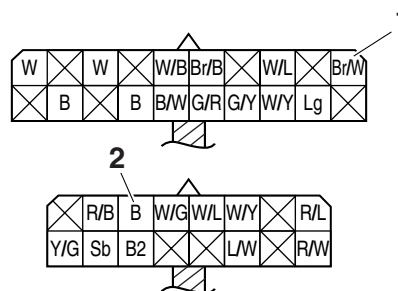 W W W/B Br/B W/L Br/W
B B B/W G/R G/Y W/Y Lg
2
R/B B W/G W/L W/Y R/L
Y/G Sb B2 L/W R/W